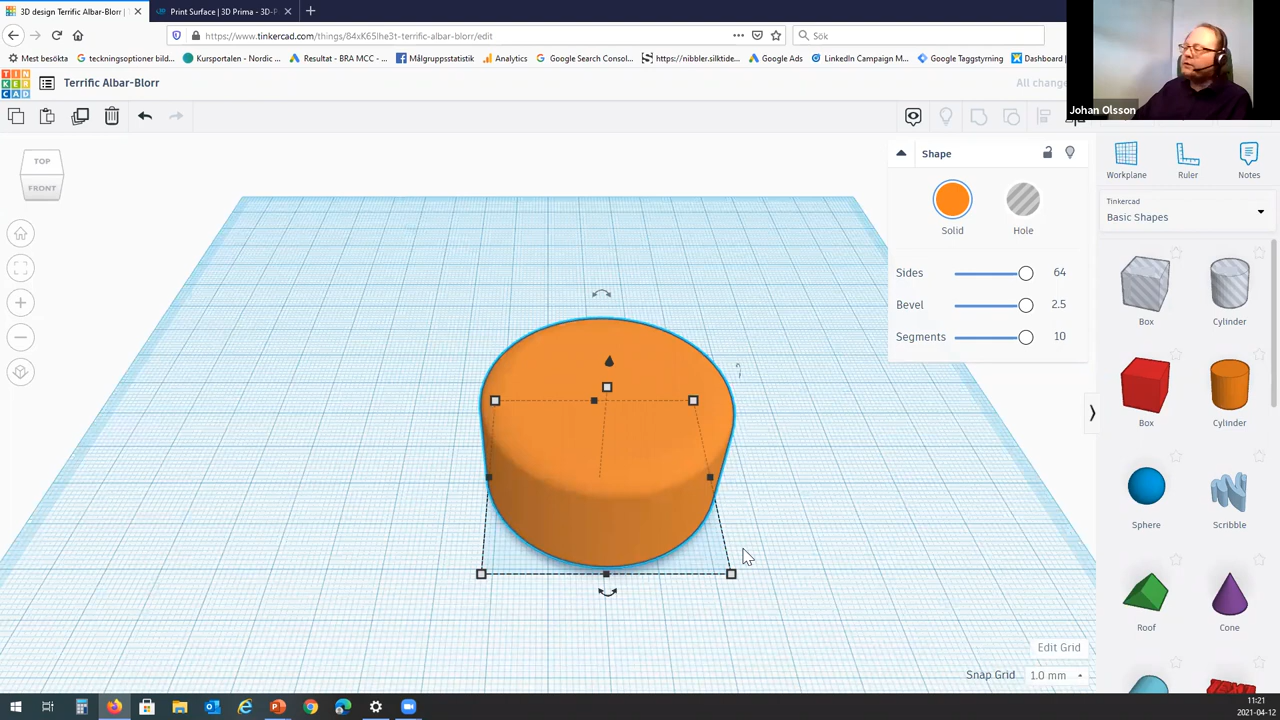 3D design Terrific Albar-Blorr |
Print Surface | 3D Prima - 3D-P
https://www.tinkercad.com/things/84xK65lhe3t-terrific-albar-blorr/edit
Sök
Mest besökta
teckningsoptioner bild...
Kursportalen - Nordic ...
Resultat - BRA MCC - ...
Målgruppsstatistik
Analytics
Google Search Consol...
https://nibbler.silktide
Google Ads
LinkedIn Campaign M...
Google Taggstyrning
Dashboard |
TIN
KER
CAD
Terrific Albar-Blorr
All change
Johan Olsson
TOP
FRONT
Shape
Solid
Hole
Sides
64
Bevel
2.5
Segments
10
Workplane
Ruler
Notes
Tinkercad
Basic Shapes
Box
Cylinder
Box
Cylinder
Sphere
Scribble
Roof
Cone
Edit Grid
Snap Grid
1.0 mm
11:21
2021-04-12